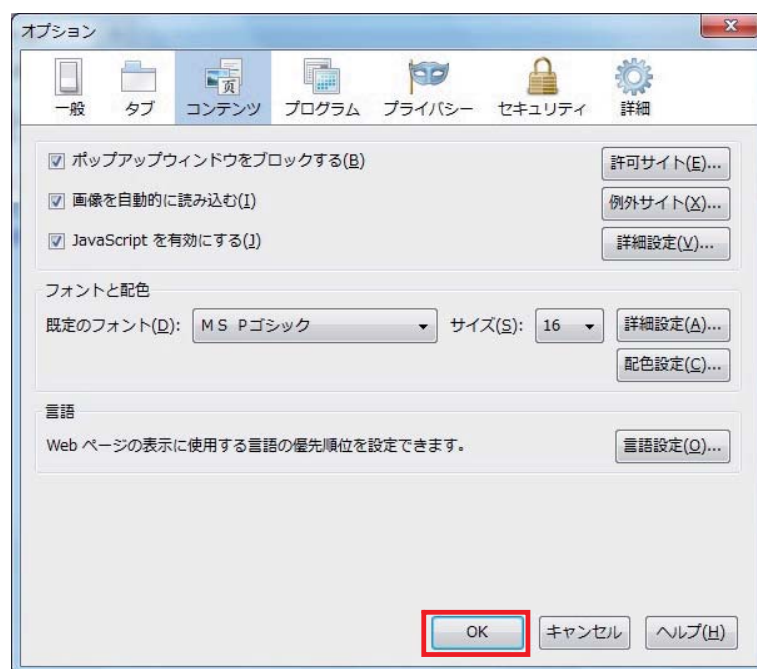 オプション
一般 タブ コンテンツ プログラム プライバシー セキュリティ 詳細
ポップアップウィンドウをブロックする(B) 許可サイト(E)...
画像を自動的に読み込む(I) 例外サイト(X)...
JavaScript を有効にする(J) 詳細設定(V)...
フォントと配色
既定のフォント(D): ＭＳ Ｐゴシック サイズ(S): 16 詳細設定(A)...
配色設定(C)...
言語
Web ページの表示に使用する言語の優先順位を設定できます。 言語設定(O)...
OK キャンセル ヘルプ(H)